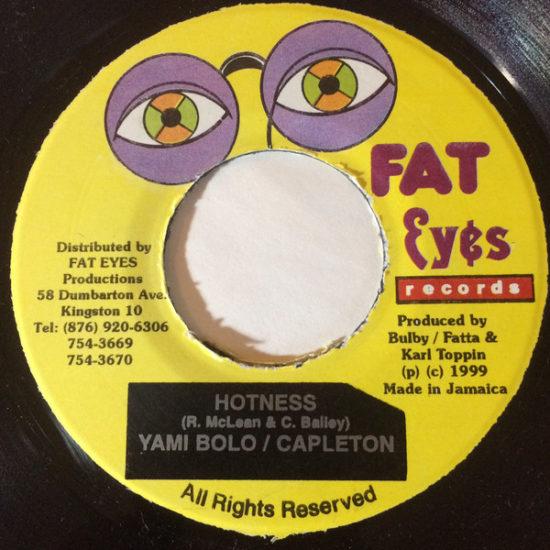 FAT
Eyes
records
Distributed by
FAT EYES
Productions
58 Dumbarton Ave.
Kingston 10
Tel: (876) 920-6306
754-3669
754-3670
Produced by
Bulby / Fatta &
Karl Toppin
(p) (c) 1999
Made in Jamaica
HOTNESS
(R. McLean & C. Bailey)
YAMI BOLO / CAPLETON
All Rights Reserved